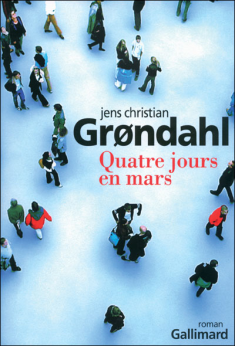 jens christian
Grøndahl
Quatre jours
en mars
roman
Gallimard